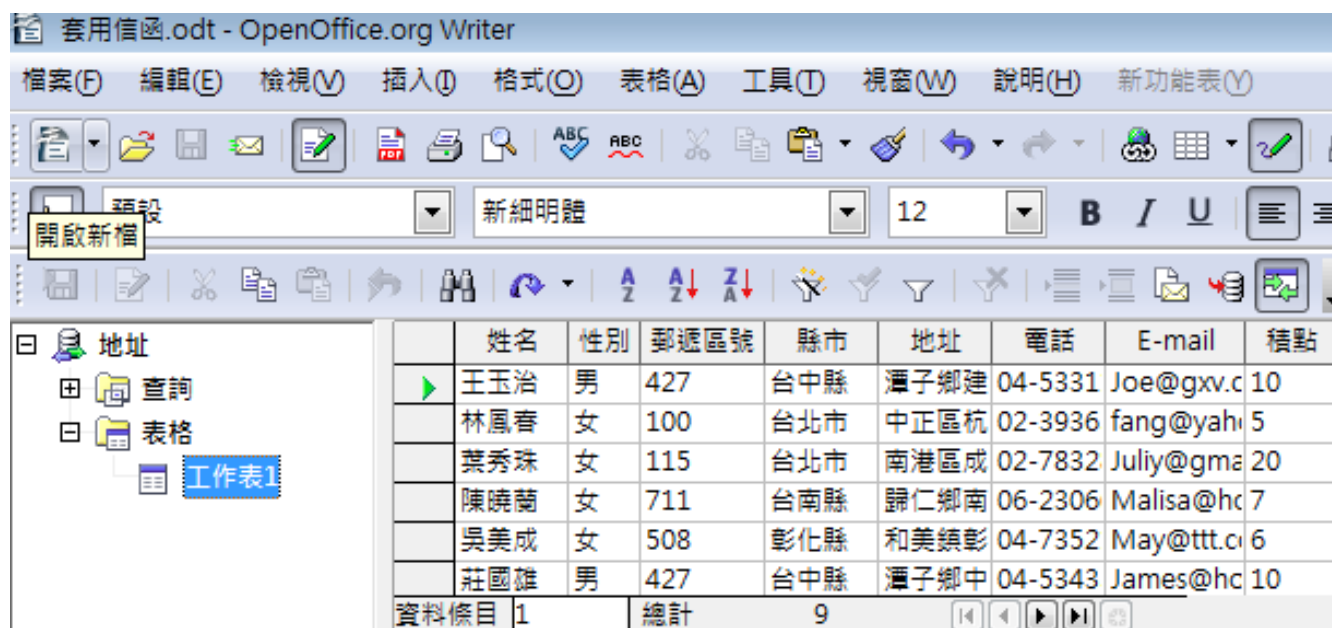 套用信函.odt - OpenOffice.org Writer
檔案(F) 編輯(E) 檢視(V) 插入(I) 格式(O) 表格(A) 工具(T) 視窗(W) 說明(H) 新功能表(Y)
預設 新細明體 12 B I U
開啟新檔
地址
查詢
表格
工作表1
姓名 性別 郵遞區號 縣市 地址 電話 E-mail 積點
王玉治 男 427 台中縣 潭子鄉建 04-5331 Joe@gxv.c 10
林鳳春 女 100 台北市 中正區杭 02-3936 fang@yah 5
葉秀珠 女 115 台北市 南港區成 02-7832 Juliy@gma 20
陳曉蘭 女 711 台南縣 歸仁鄉南 06-2306 Malisa@hc 7
吳美成 女 508 彰化縣 和美鎮彰 04-7352 May@ttt.c 6
莊國雄 男 427 台中縣 潭子鄉中 04-5343 James@hc 10
資料條目 1 總計 9